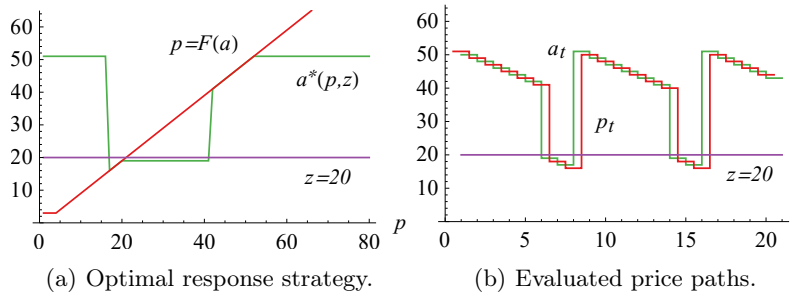 60
50
40
30
20
10
0
20
40
60
80
p
p=F(a)
a*(p,z)
z=20
60
50
40
30
20
10
0
5
10
15
20
a_t
p_t
z=20
(a) Optimal response strategy.
(b) Evaluated price paths.